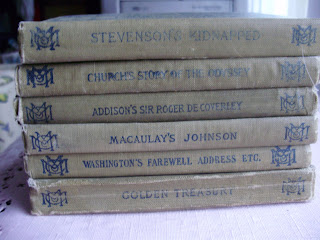 STEVENSON'S KIDNAPPED
CHURCH'S STORY OF THE ODYSSEY
ADDISON'S SIR ROGER DE COVERLEY
MACAULAY'S JOHNSON
WASHINGTON'S FAREWELL ADDRESS ETC.
GOLDEN TREASURY